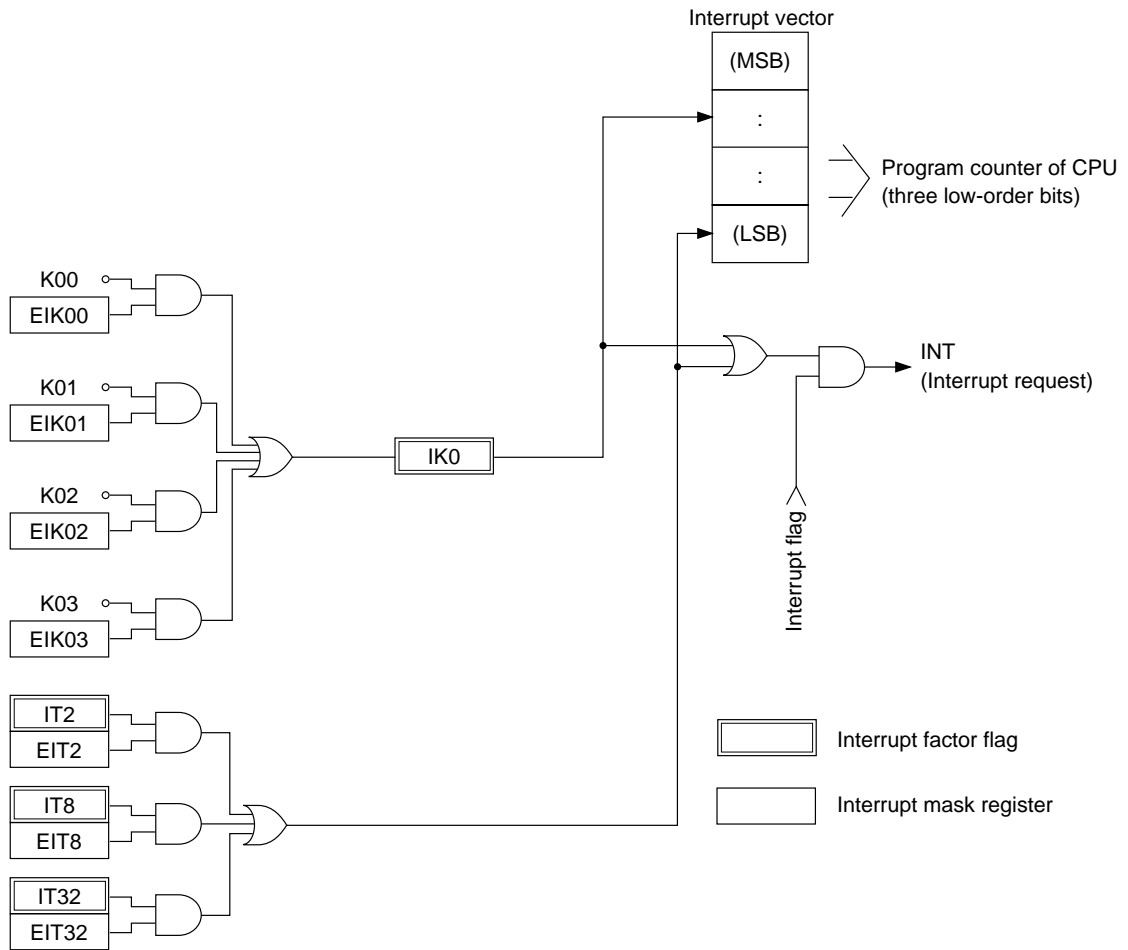 Interrupt vector
(MSB)
:
:
(LSB)
Program counter of CPU
(three low-order bits)
K00
EIK00
K01
EIK01
K02
EIK02
K03
EIK03
IK0
INT
(Interrupt request)
Interrupt flag
IT2
EIT2
IT8
EIT8
IT32
EIT32
Interrupt factor flag
Interrupt mask register